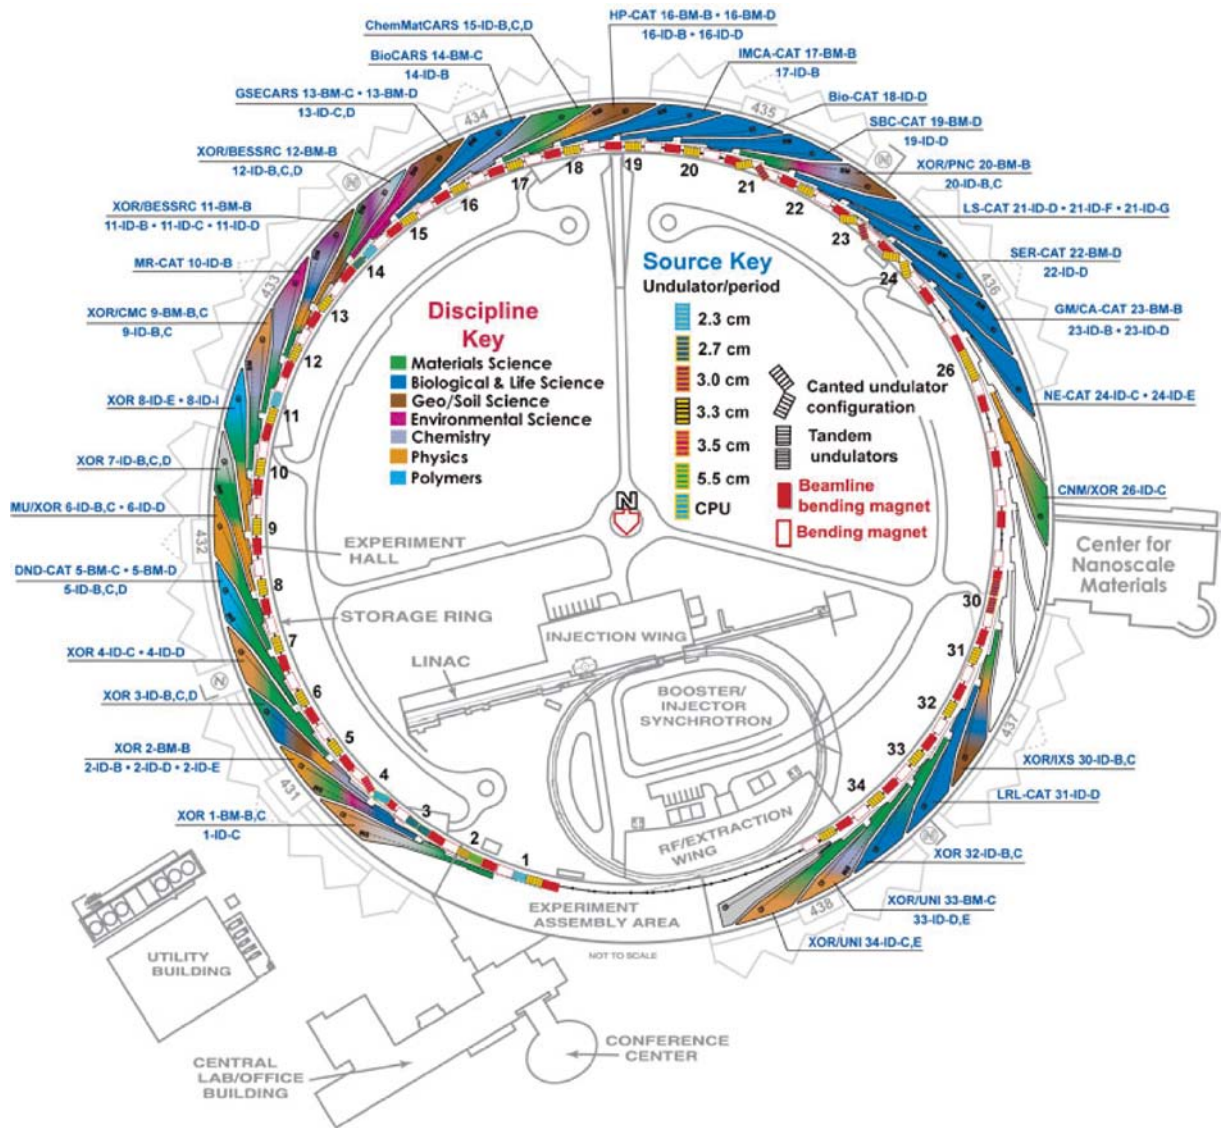 HP-CAT 16-BM-B • 16-BM-D
16-ID-B • 16-ID-D
ChemMatCARS 15-ID-B,C,D
IMCA-CAT 17-BM-B
17-ID-B
BioCARS 14-BM-C
14-ID-B
Bio-CAT 18-ID-D
GSECARS 13-BM-C • 13-BM-D
13-ID-C,D
SBC-CAT 19-BM-D
19-ID-D
XOR/BESSRC 12-BM-B
12-ID-B,C,D
XOR/PNC 20-BM-B
20-ID-B,C
XOR/BESSRC 11-BM-B
11-ID-B • 11-ID-C • 11-ID-D
LS-CAT 21-ID-D • 21-ID-F • 21-ID-G
MR-CAT 10-ID-B
SER-CAT 22-BM-D
22-ID-D
XOR/CMC 9-BM-B,C
9-ID-B,C
GM/CA-CAT 23-BM-B
23-ID-B • 23-ID-D
XOR 8-ID-E • 8-ID-I
NE-CAT 24-ID-C • 24-ID-E
XOR 7-ID-B,C,D
CNM/XOR 26-ID-C
MU/XOR 6-ID-B,C • 6-ID-D
DND-CAT 5-BM-C • 5-BM-D
5-ID-B,C,D
XOR 4-ID-C • 4-ID-D
XOR 3-ID-B,C,D
XOR 2-BM-B
2-ID-B • 2-ID-D • 2-ID-E
XOR 1-BM-B,C
1-ID-C
XOR/IXS 30-ID-B,C
LRL-CAT 31-ID-D
XOR 32-ID-B,C
XOR/UNI 33-BM-C
33-ID-D,E
XOR/UNI 34-ID-C,E
434
435
433
436
432
437
431
438
N
N
N
N
N
1
2
3
4
5
6
7
8
9
10
11
12
13
14
15
16
17
18
19
20
21
22
23
24
26
30
31
32
33
34
Discipline
Key
Materials Science
Biological & Life Science
Geo/Soil Science
Environmental Science
Chemistry
Physics
Polymers
Source Key
Undulator/period
2.3 cm
2.7 cm
3.0 cm
3.3 cm
3.5 cm
5.5 cm
CPU
Canted undulator
configuration
Tandem
undulators
Beamline
bending magnet
Bending magnet
N
EXPERIMENT
HALL
STORAGE RING
LINAC
INJECTION WING
BOOSTER/
INJECTOR
SYNCHROTRON
RF/EXTRACTION
WING
Center for
Nanoscale
Materials
EXPERIMENT
ASSEMBLY AREA
NOT TO SCALE
UTILITY
BUILDING
CENTRAL
LAB/OFFICE
BUILDING
CONFERENCE
CENTER